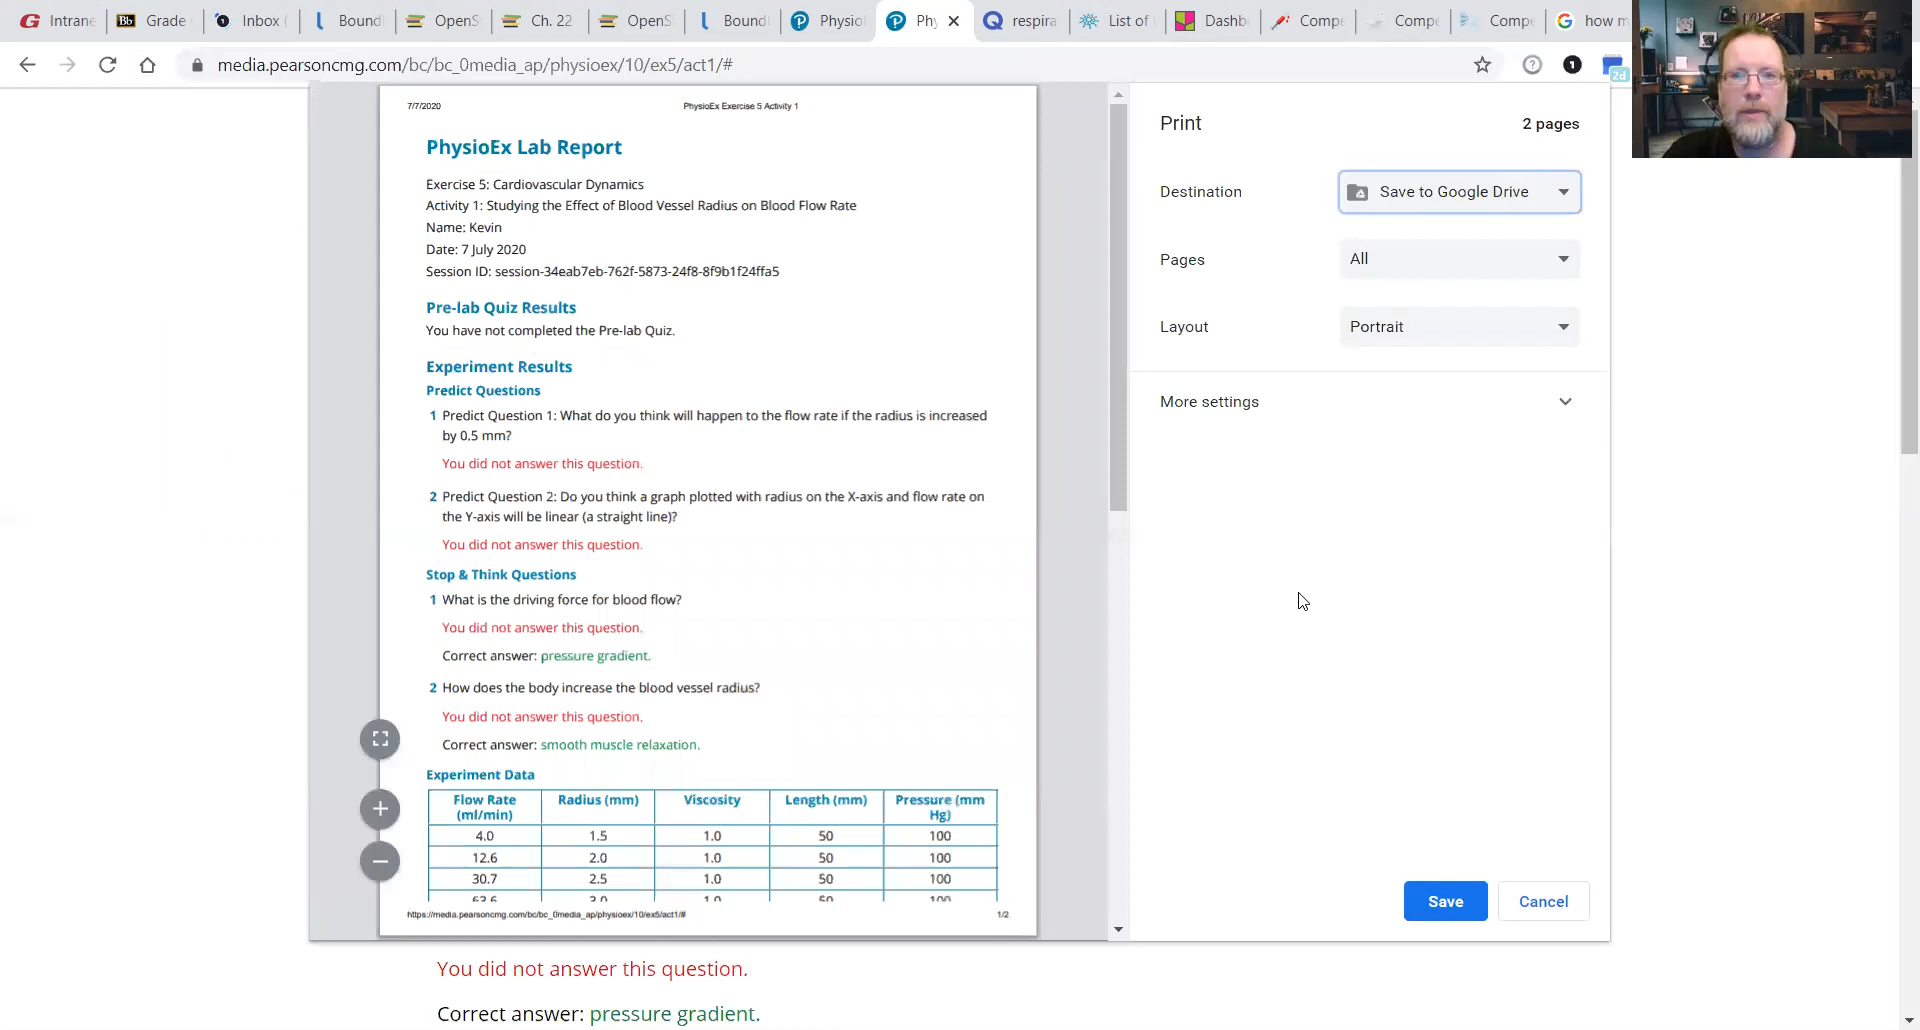 Intrane
Bb
Grade
Inbox (
Bound
OpenS
Ch. 22
OpenS
Bound
Physio
Phy
respira
List of
Dashb
Compe
Compe
Compe
how m
media.pearsoncmg.com/bc/bc_0media_ap/physioex/10/ex5/act1/#
2d
7/7/2020
PhysioEx Exercise 5 Activity 1
PhysioEx Lab Report
Exercise 5: Cardiovascular Dynamics
Activity 1: Studying the Effect of Blood Vessel Radius on Blood Flow Rate
Name: Kevin
Date: 7 July 2020
Session ID: session-34eab7eb-762f-5873-24f8-8f9b1f24ffa5
Pre-lab Quiz Results
You have not completed the Pre-lab Quiz.
Experiment Results
Predict Questions
1 Predict Question 1: What do you think will happen to the flow rate if the radius is increased
by 0.5 mm?
You did not answer this question.
2 Predict Question 2: Do you think a graph plotted with radius on the X-axis and flow rate on
the Y-axis will be linear (a straight line)?
You did not answer this question.
Stop & Think Questions
1 What is the driving force for blood flow?
You did not answer this question.
Correct answer: pressure gradient.
2 How does the body increase the blood vessel radius?
You did not answer this question.
Correct answer: smooth muscle relaxation.
Experiment Data
Flow Rate (ml/min) Radius (mm) Viscosity Length (mm) Pressure (mm Hg)
4.0 1.5 1.0 50 100
12.6 2.0 1.0 50 100
30.7 2.5 1.0 50 100
63.6 3.0 1.0 50 100
https://media.pearsoncmg.com/bc/bc_0media_ap/physioex/10/ex5/act1/#
1/2
Print
2 pages
Destination
Save to Google Drive
Pages
All
Layout
Portrait
More settings
Save
Cancel
You did not answer this question.
Correct answer: pressure gradient.